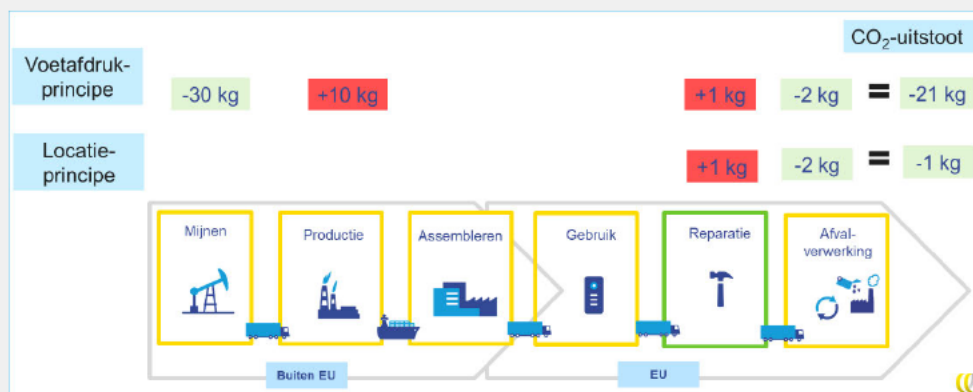 CO₂-uitstoot
Voetafdruk-
principe
-30 kg
+10 kg
+1 kg
-2 kg
=
-21 kg
Locatie-
principe
+1 kg
-2 kg
=
-1 kg
Mijnen
Productie
Assembleren
Gebruik
Reparatie
Afval-
verwerking
Buiten EU
EU